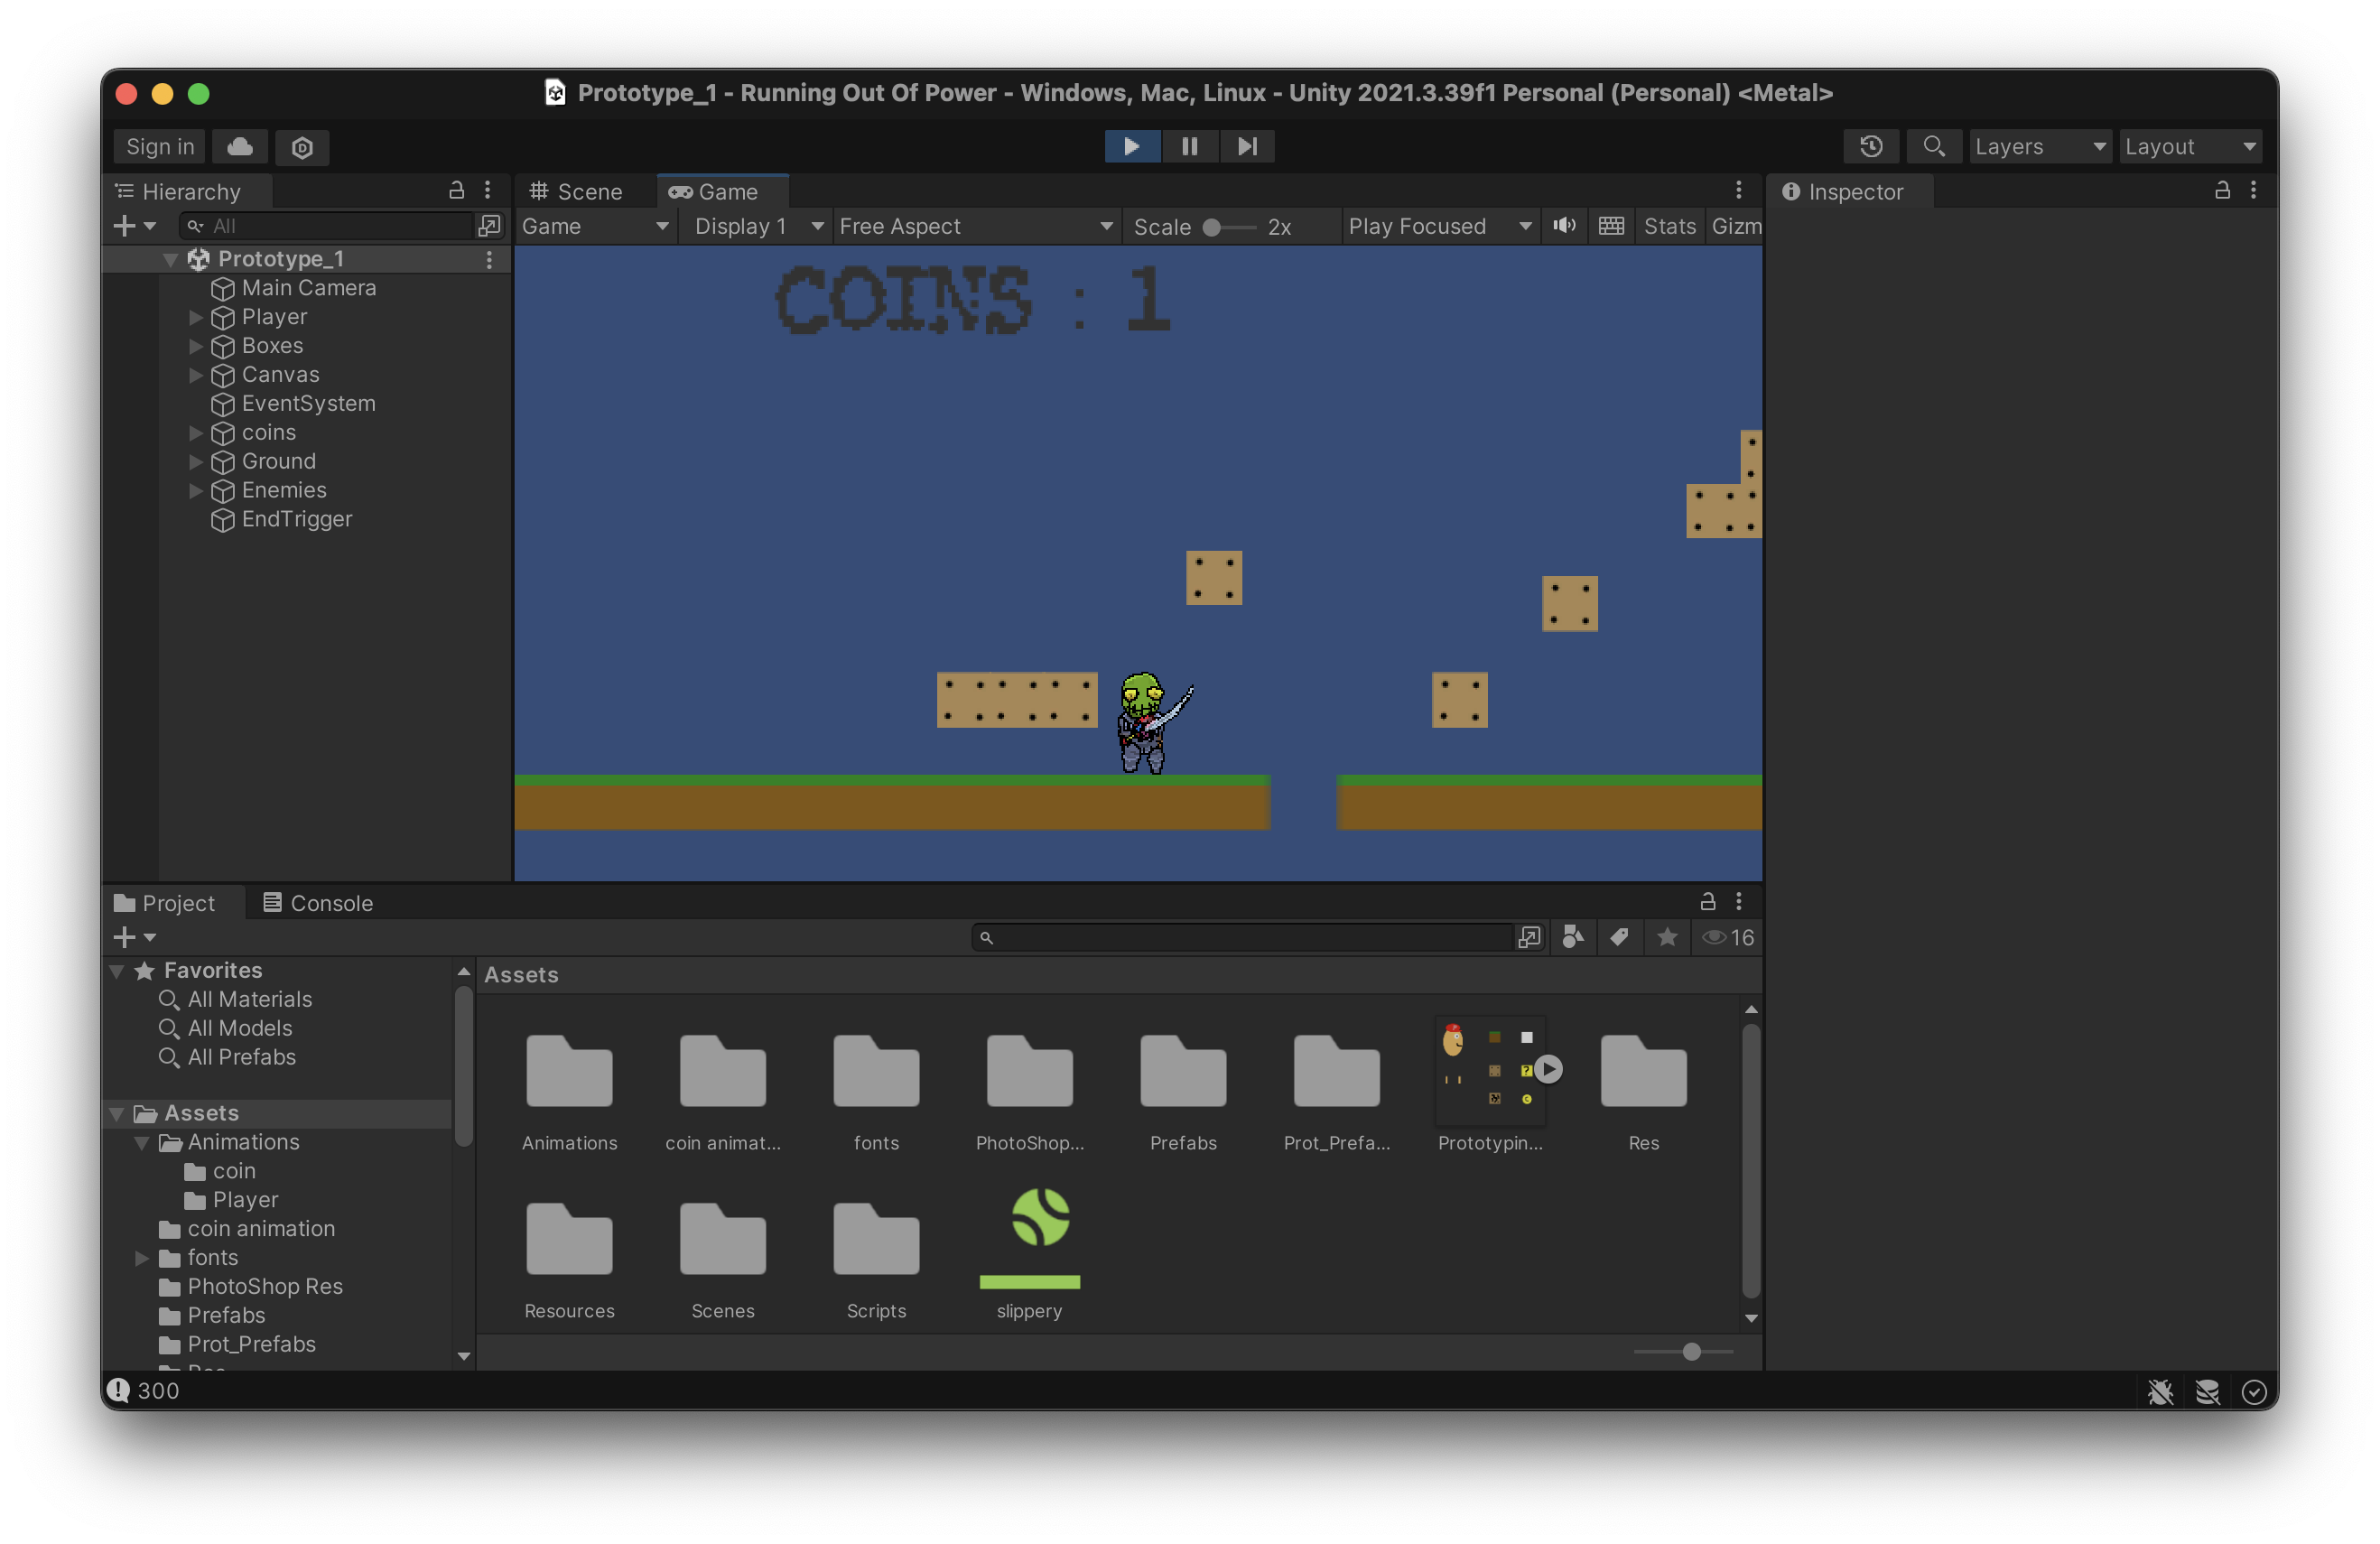 Prototype_1 - Running Out Of Power - Windows, Mac, Linux - Unity 2021.3.39f1 Personal (Personal) <Metal>
Sign in
Layers
Layout
Hierarchy
All
Prototype_1
Main Camera
Player
Boxes
Canvas
EventSystem
coins
Ground
Enemies
EndTrigger
Scene
Game
Game
Display 1
Free Aspect
Scale
2x
Play Focused
Stats
Gizm
COINS : 1
Inspector
Project
Console
16
Favorites
All Materials
All Models
All Prefabs
Assets
Animations
coin
Player
coin animation
fonts
PhotoShop Res
Prefabs
Prot_Prefabs
Assets
Animations
coin animat...
fonts
PhotoShop...
Prefabs
Prot_Prefa...
Prototypin...
Res
Resources
Scenes
Scripts
slippery
300